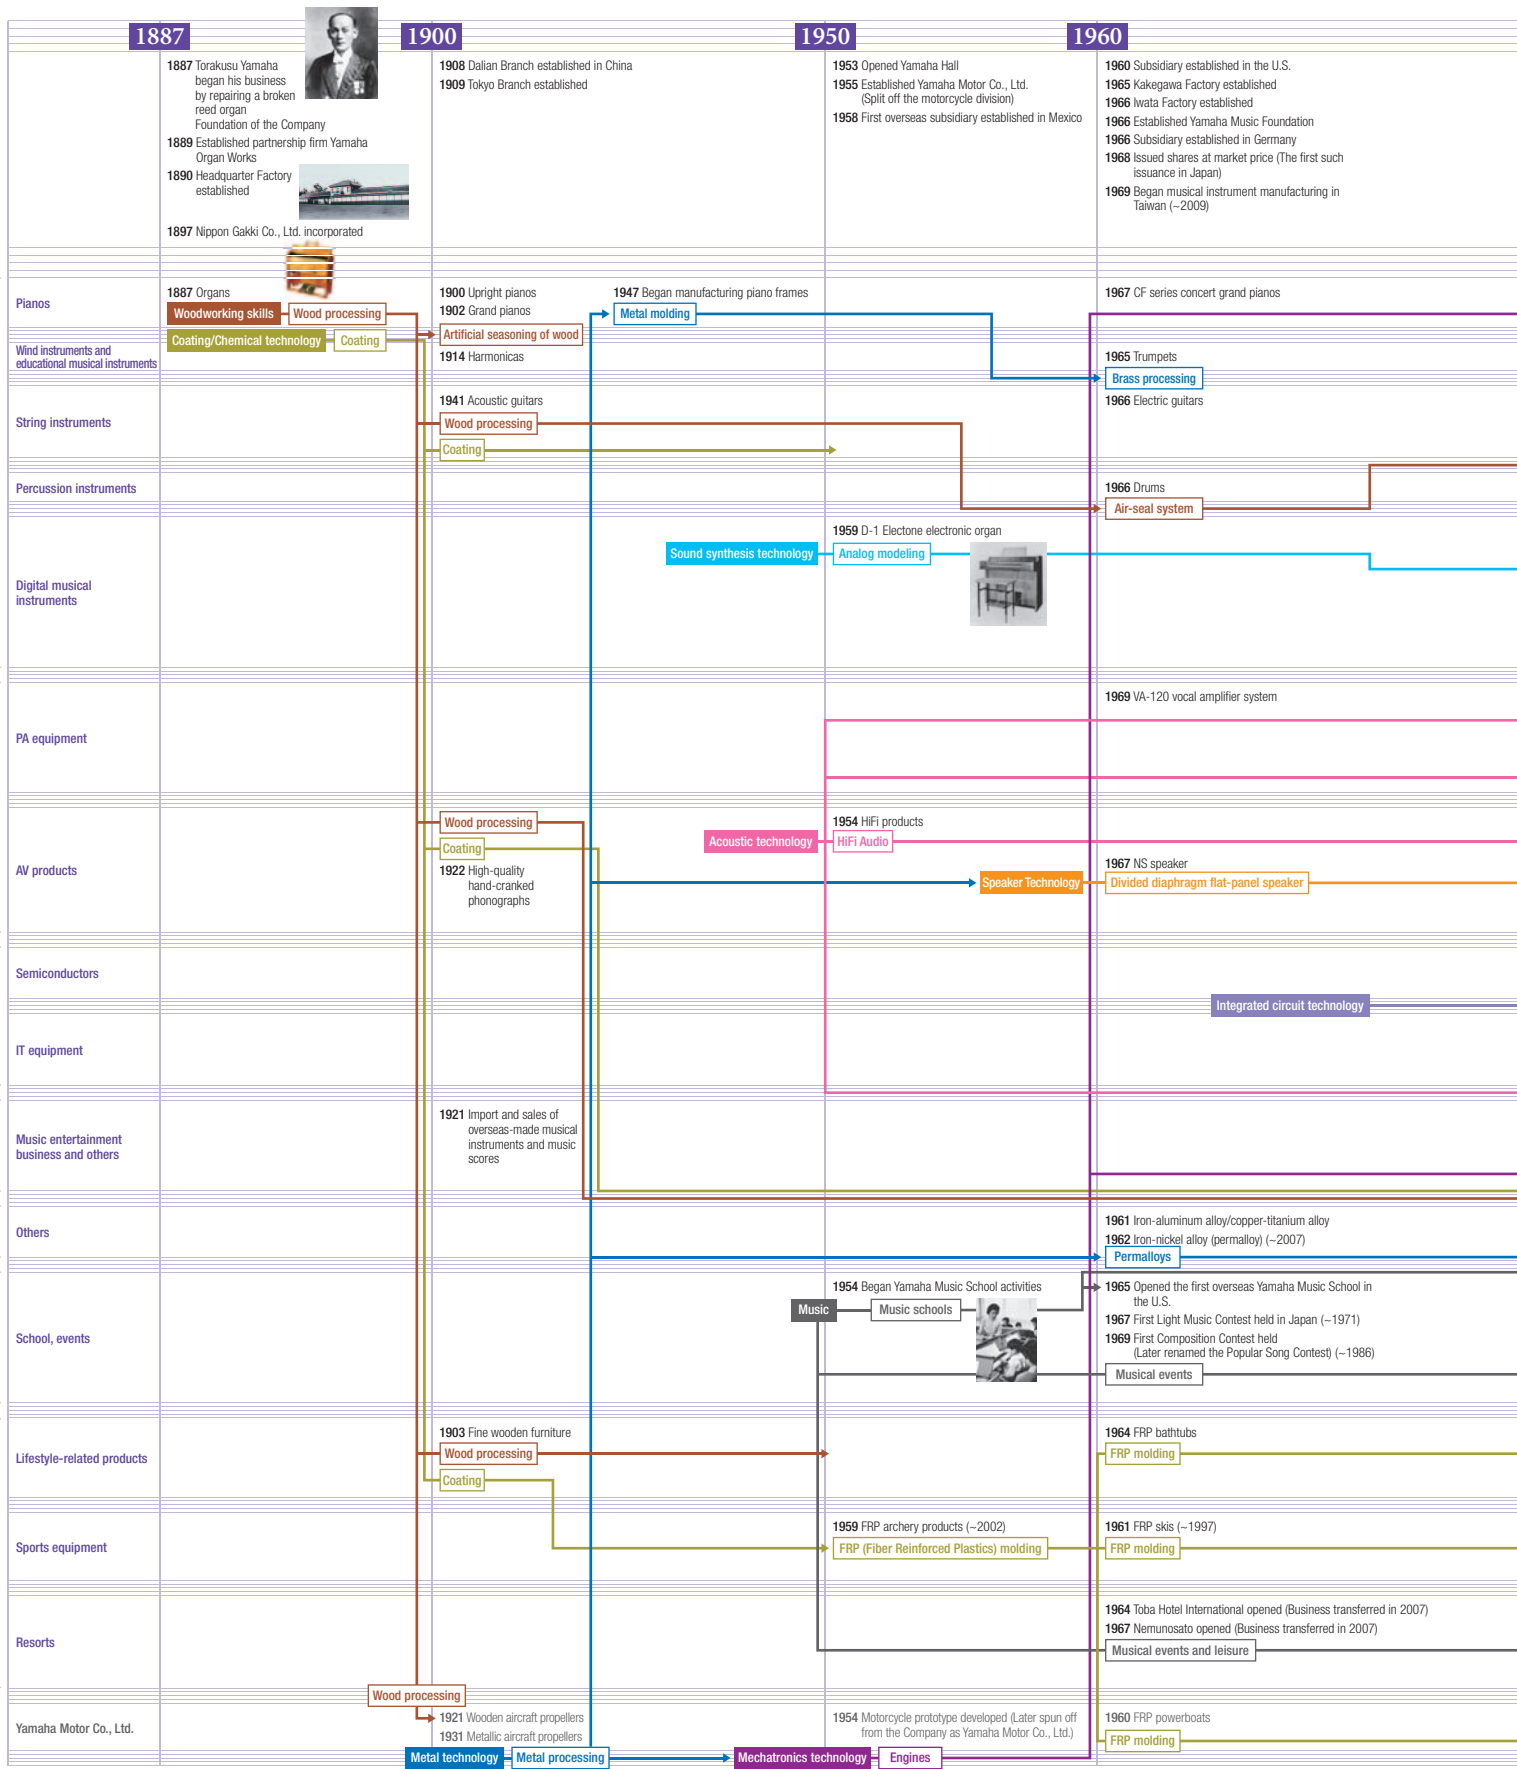 1887
1900
1950
1960
1887 Torakusu Yamaha
began his business
by repairing a broken
reed organ
Foundation of the Company
1889 Established partnership firm Yamaha
Organ Works
1890 Headquarter Factory
established
1897 Nippon Gakki Co., Ltd. incorporated
1908 Dalian Branch established in China
1909 Tokyo Branch established
1953 Opened Yamaha Hall
1955 Established Yamaha Motor Co., Ltd.
(Split off the motorcycle division)
1958 First overseas subsidiary established in Mexico
1960 Subsidiary established in the U.S.
1965 Kakegawa Factory established
1966 Iwata Factory established
1966 Established Yamaha Music Foundation
1966 Subsidiary established in Germany
1968 Issued shares at market price (The first such
issuance in Japan)
1969 Began musical instrument manufacturing in
Taiwan (~2009)
Pianos
1887 Organs
Woodworking skills
Wood processing
Coating/Chemical technology
Coating
1900 Upright pianos
1902 Grand pianos
Artificial seasoning of wood
1947 Began manufacturing piano frames
Metal molding
1967 CF series concert grand pianos
Wind instruments and
educational musical instruments
1914 Harmonicas
1965 Trumpets
Brass processing
String instruments
1941 Acoustic guitars
Wood processing
Coating
1966 Electric guitars
Percussion instruments
1966 Drums
Air-seal system
Digital musical
instruments
Sound synthesis technology
1959 D-1 Electone electronic organ
Analog modeling
PA equipment
1969 VA-120 vocal amplifier system
AV products
Wood processing
Coating
1922 High-quality
hand-cranked
phonographs
Acoustic technology
1954 HiFi products
HiFi Audio
Speaker Technology
1967 NS speaker
Divided diaphragm flat-panel speaker
Semiconductors
Integrated circuit technology
IT equipment
Music entertainment
business and others
1921 Import and sales of
overseas-made musical
instruments and music
scores
Others
1961 Iron-aluminum alloy/copper-titanium alloy
1962 Iron-nickel alloy (permalloy) (~2007)
Permalloys
School, events
1954 Began Yamaha Music School activities
Music
Music schools
1965 Opened the first overseas Yamaha Music School in
the U.S.
1967 First Light Music Contest held in Japan (~1971)
1969 First Composition Contest held
(Later renamed the Popular Song Contest) (~1986)
Musical events
Lifestyle-related products
1903 Fine wooden furniture
Wood processing
Coating
1964 FRP bathtubs
FRP molding
Sports equipment
1959 FRP archery products (~2002)
FRP (Fiber Reinforced Plastics) molding
1961 FRP skis (~1997)
FRP molding
Resorts
1964 Toba Hotel International opened (Business transferred in 2007)
1967 Nemunosato opened (Business transferred in 2007)
Musical events and leisure
Yamaha Motor Co., Ltd.
Wood processing
1921 Wooden aircraft propellers
1931 Metallic aircraft propellers
Metal technology
Metal processing
1954 Motorcycle prototype developed (Later spun off
from the Company as Yamaha Motor Co., Ltd.)
Mechatronics technology
Engines
1960 FRP powerboats
FRP molding